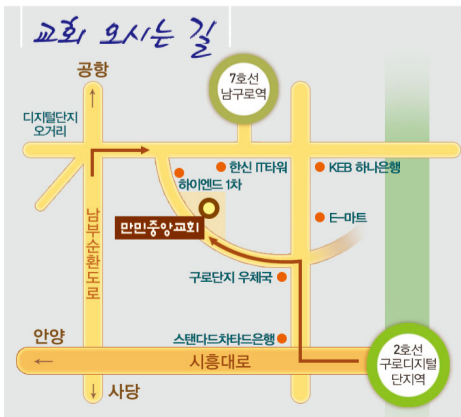 교회 오시는 길
공항
7호선
남구로역
디지털단지
오거리
한신 IT타워
KEB 하나은행
하이엔드 1차
E-마트
만민중앙교회
남부순환도로
구로단지 우체국
안양
스탠다드차타드은행
시흥대로
2호선
구로디지털
단지역
사당